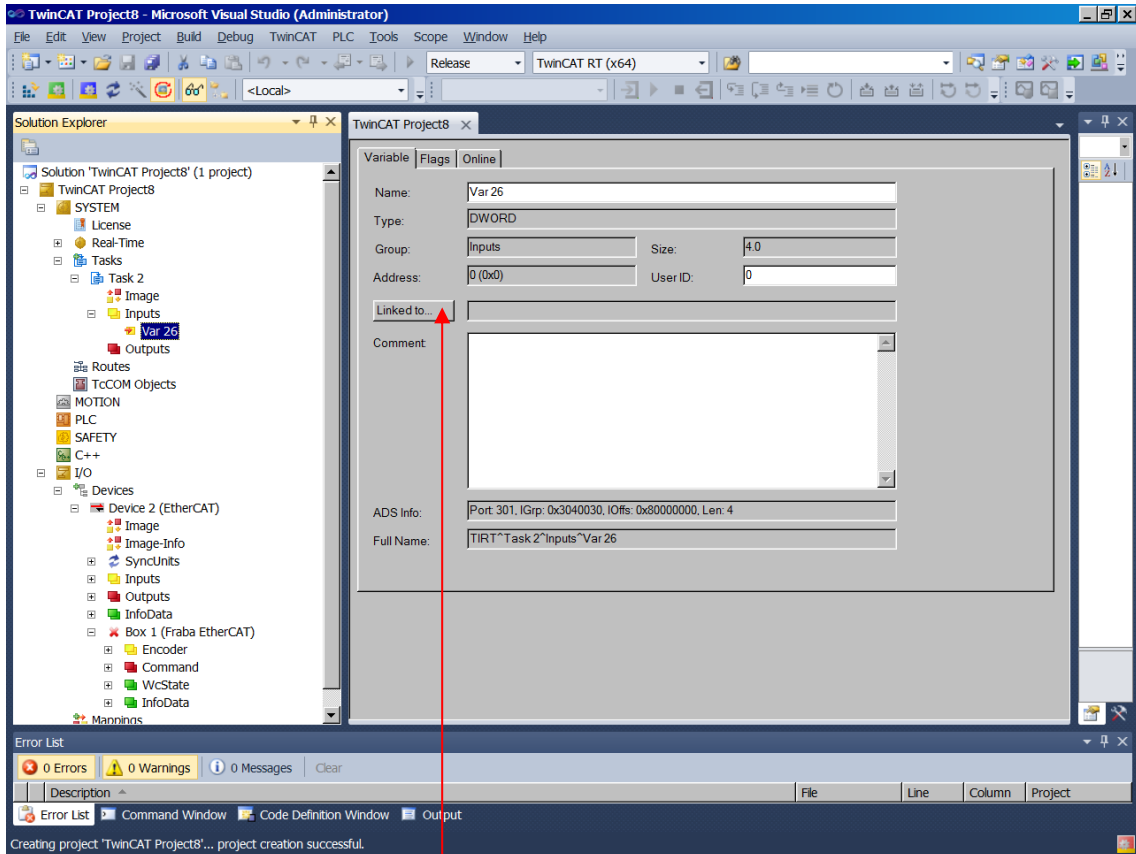 TwinCAT Project8 - Microsoft Visual Studio (Administrator)
File Edit View Project Build Debug TwinCAT PLC Tools Scope Window Help
Release TwinCAT RT (x64)
<Local>
Solution Explorer
TwinCAT Project8
Solution 'TwinCAT Project8' (1 project)
TwinCAT Project8
SYSTEM
License
Real-Time
Tasks
Task 2
Image
Inputs
Var 26
Outputs
Routes
TcCOM Objects
MOTION
PLC
SAFETY
C++
I/O
Devices
Device 2 (EtherCAT)
Image
Image-Info
SyncUnits
Inputs
Outputs
InfoData
Box 1 (Fraba EtherCAT)
Encoder
Command
WcState
InfoData
Mappings
Variable Flags Online
Name: Var 26
Type: DWORD
Group: Inputs Size: 4.0
Address: 0 (0x0) User ID: 0
Linked to...
Comment:
ADS Info: Port: 301, IGrp: 0x3040030, IOffs: 0x80000000, Len: 4
Full Name: TIRT^Task 2^Inputs^Var 26
Error List
0 Errors 0 Warnings 0 Messages Clear
Description File Line Column Project
Error List Command Window Code Definition Window Output
Creating project 'TwinCAT Project8'... project creation successful.